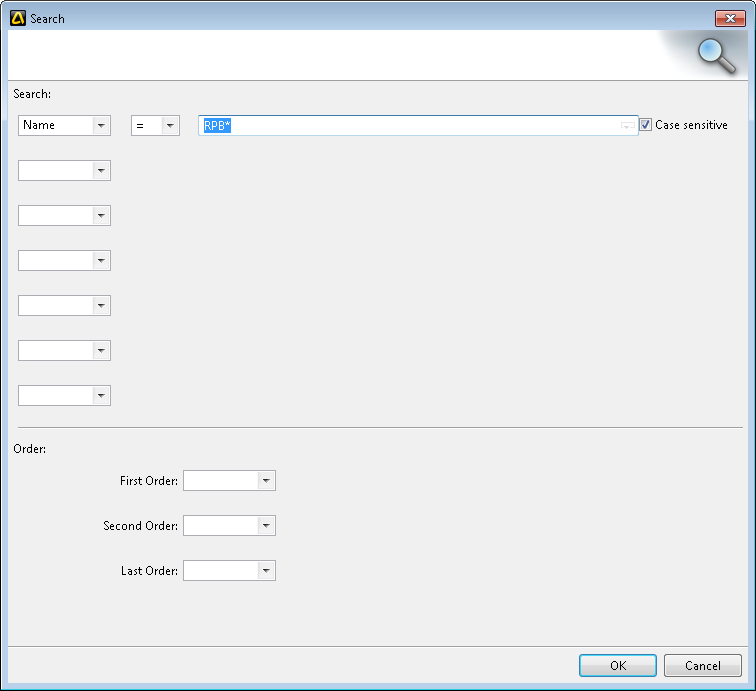 Search
Search:
Name = RPB* Case sensitive
Order:
First Order:
Second Order:
Last Order:
OK Cancel